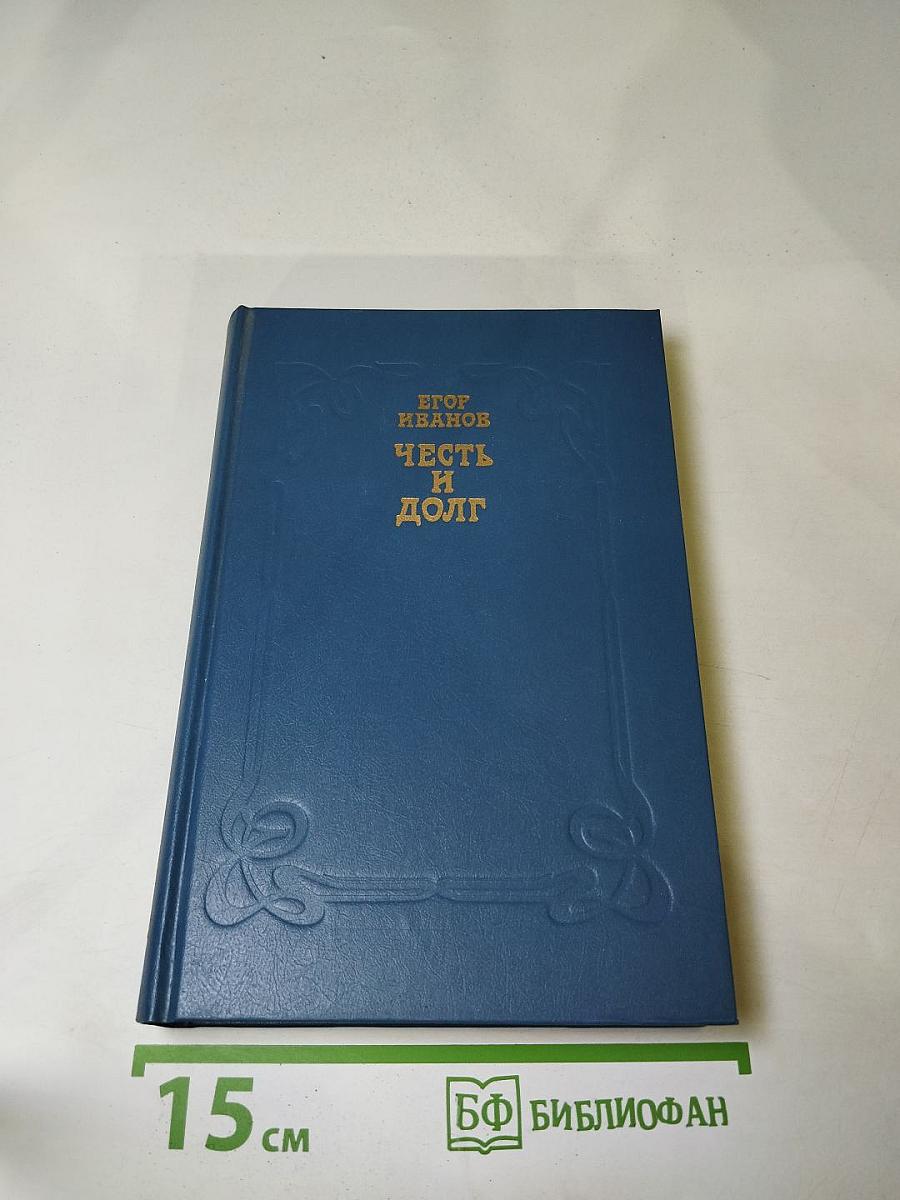 ЕГОР
ИВАНОВ
ЧЕСТЬ
И
ДОЛГ
15 см
БФ БИБЛИОФАН